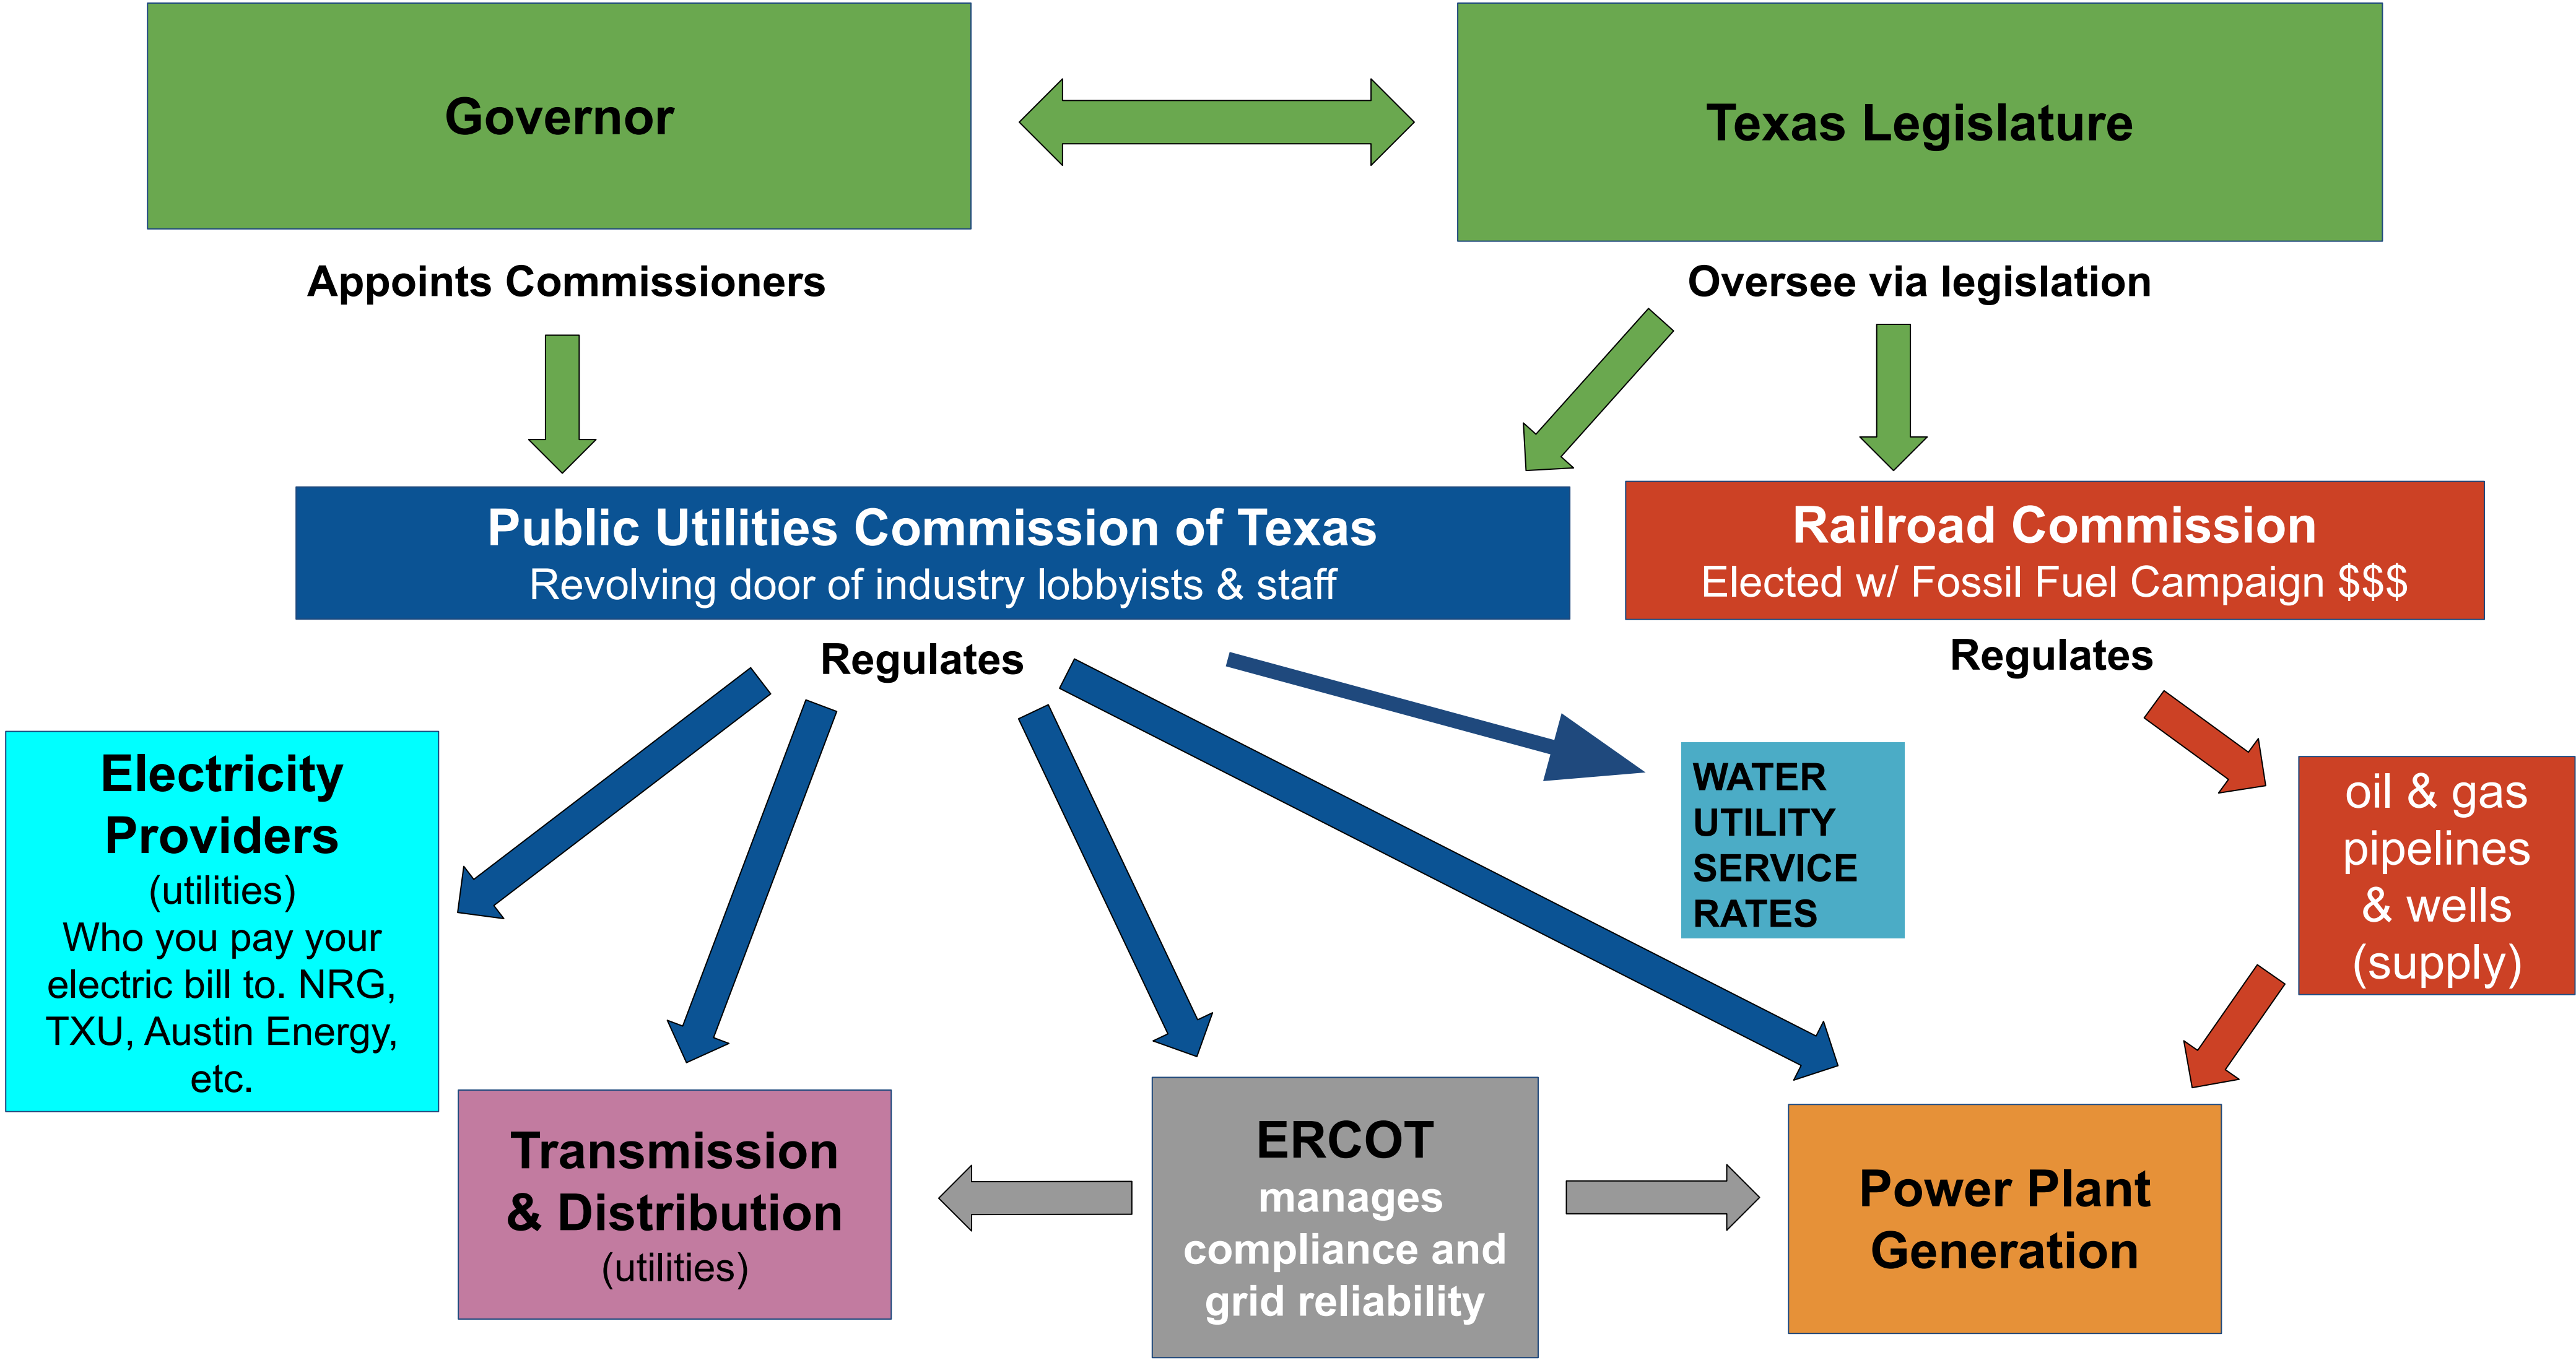 Governor
Texas Legislature
Appoints Commissioners
Oversee via legislation
Public Utilities Commission of Texas
Revolving door of industry lobbyists & staff
Railroad Commission
Elected w/ Fossil Fuel Campaign $$$
Regulates
Regulates
Electricity
Providers
(utilities)
Who you pay your
electric bill to. NRG,
TXU, Austin Energy,
etc.
WATER
UTILITY
SERVICE
RATES
oil & gas
pipelines
& wells
(supply)
Transmission
& Distribution
(utilities)
ERCOT
manages
compliance and
grid reliability
Power Plant
Generation